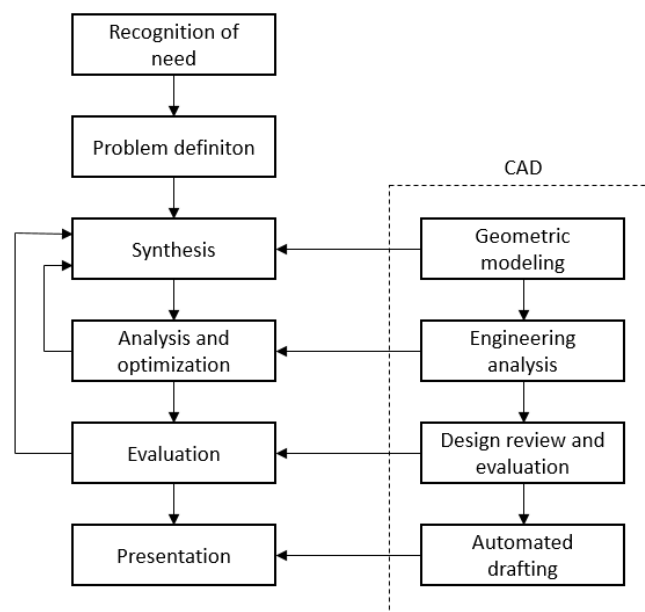 Recognition of
need
Problem definiton
CAD
Synthesis
Geometric
modeling
Analysis and
optimization
Engineering
analysis
Evaluation
Design review and
evaluation
Presentation
Automated
drafting